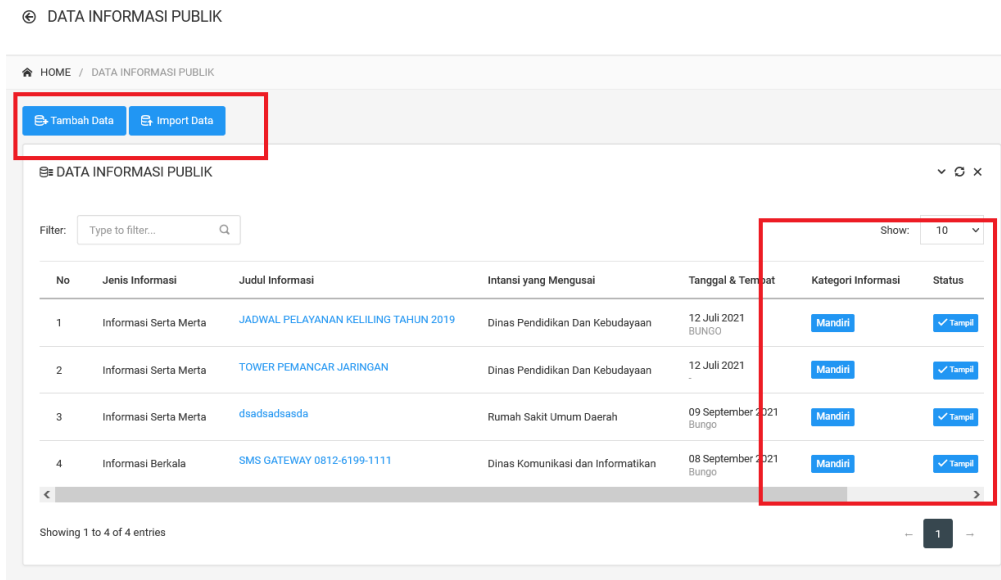 DATA INFORMASI PUBLIK
HOME / DATA INFORMASI PUBLIK
Tambah Data Import Data
DATA INFORMASI PUBLIK
Filter: Type to filter... Show: 10
No Jenis Informasi Judul Informasi Intansi yang Mengusai Tanggal & Tempat Kategori Informasi Status
1 Informasi Serta Merta JADWAL PELAYANAN KELILING TAHUN 2019 Dinas Pendidikan Dan Kebudayaan 12 Juli 2021 Mandiri Tampil
BUNGO
2 Informasi Serta Merta TOWER PEMANCAR JARINGAN Dinas Pendidikan Dan Kebudayaan 12 Juli 2021 Mandiri Tampil
-
3 Informasi Serta Merta dsadsadsasda Rumah Sakit Umum Daerah 09 September 2021 Mandiri Tampil
Bungo
4 Informasi Berkala SMS GATEWAY 0812-6199-1111 Dinas Komunikasi dan Informatikan 08 September 2021 Mandiri Tampil
Bungo
Showing 1 to 4 of 4 entries ← 1 →